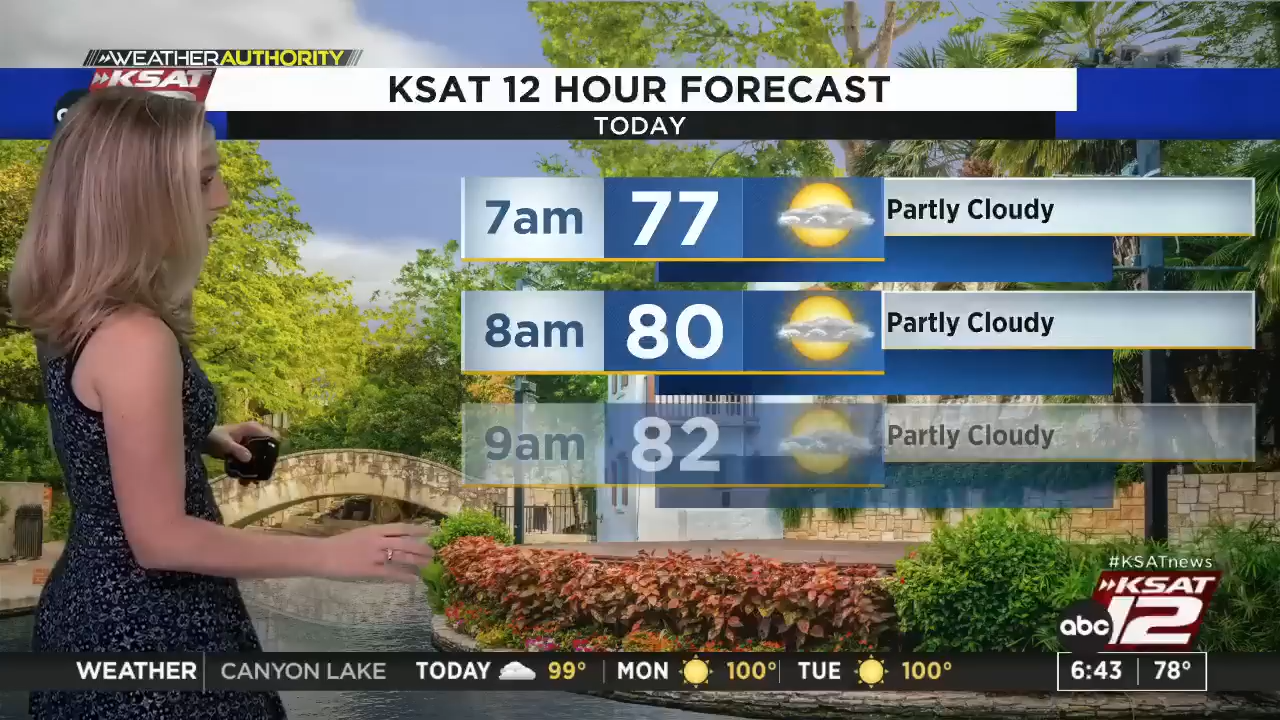 WEATHERAUTHORITY
KSAT
KSAT 12 HOUR FORECAST
TODAY
7am 77 Partly Cloudy
8am 80 Partly Cloudy
9am 82 Partly Cloudy
#KSATnews
KSAT
abc 12
WEATHER CANYON LAKE TODAY 99° MON 100° TUE 100° 6:43 78°